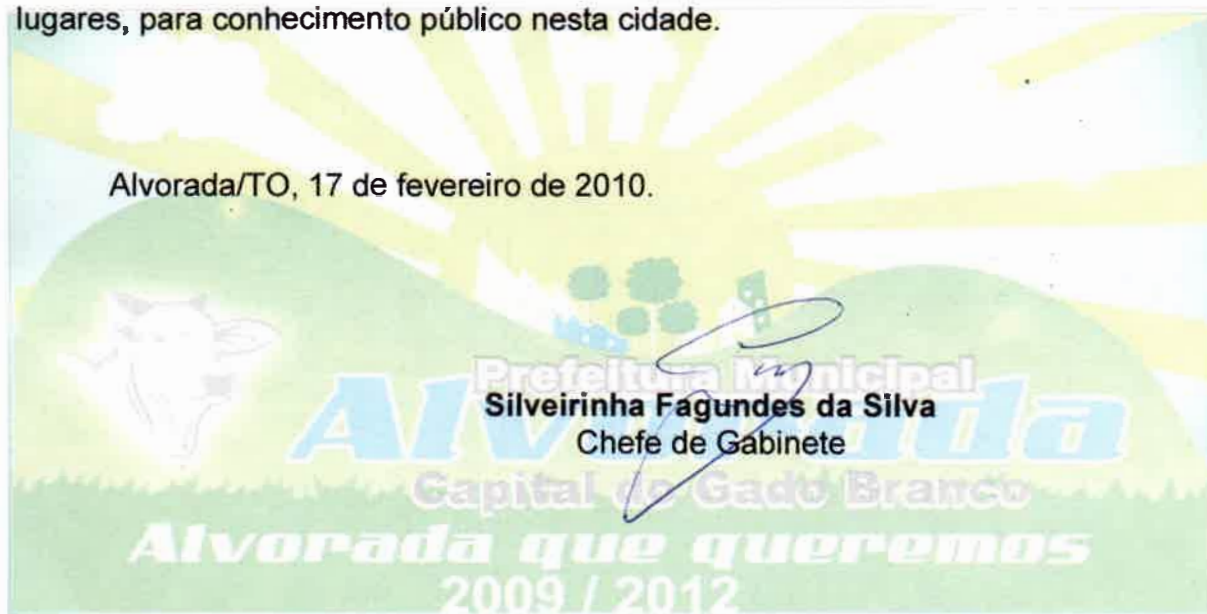 lugares, para conhecimento público nesta cidade.
Alvorada/TO, 17 de fevereiro de 2010.
Prefeitura Municipal
Alvorada
Silveirinha Fagundes da Silva
Chefe de Gabinete
Capital do Gado Branco
Alvorada que queremos
2009 / 2012